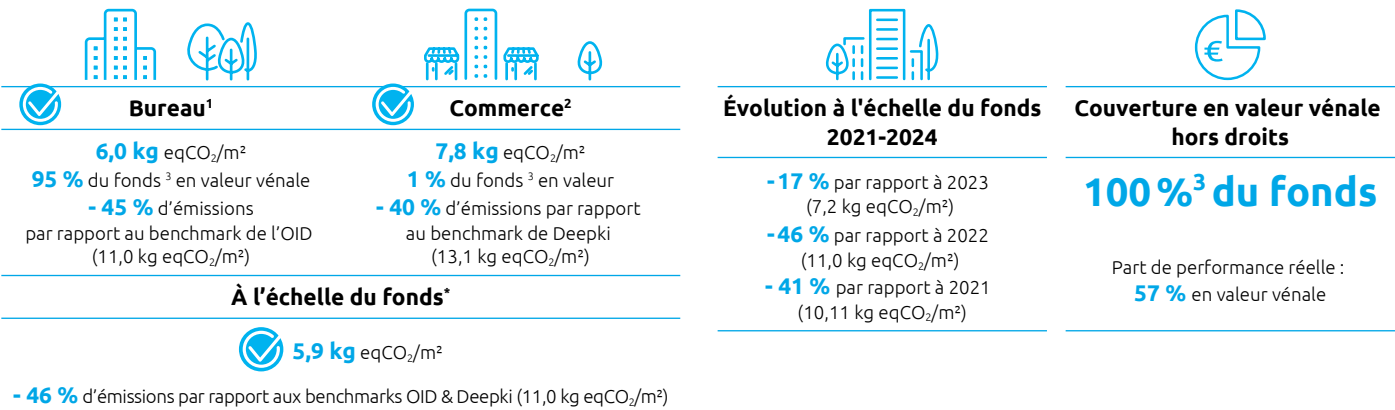 Bureau¹
6,0 kg eqCO₂/m²
95 % du fonds ³ en valeur vénale
- 45 % d’émissions
par rapport au benchmark de l’OID
(11,0 kg eqCO₂/m²)
Commerce²
7,8 kg eqCO₂/m²
1 % du fonds ³ en valeur
- 40 % d’émissions par rapport
au benchmark de Deepki
(13,1 kg eqCO₂/m²)
À l’échelle du fonds*
5,9 kg eqCO₂/m²
- 46 % d’émissions par rapport aux benchmarks OID & Deepki (11,0 kg eqCO₂/m²)
Évolution à l'échelle du fonds
2021-2024
- 17 % par rapport à 2023
(7,2 kg eqCO₂/m²)
- 46 % par rapport à 2022
(11,0 kg eqCO₂/m²)
- 41 % par rapport à 2021
(10,11 kg eqCO₂/m²)
€
Couverture en valeur vénale
hors droits
100 %³ du fonds
Part de performance réelle :
57 % en valeur vénale